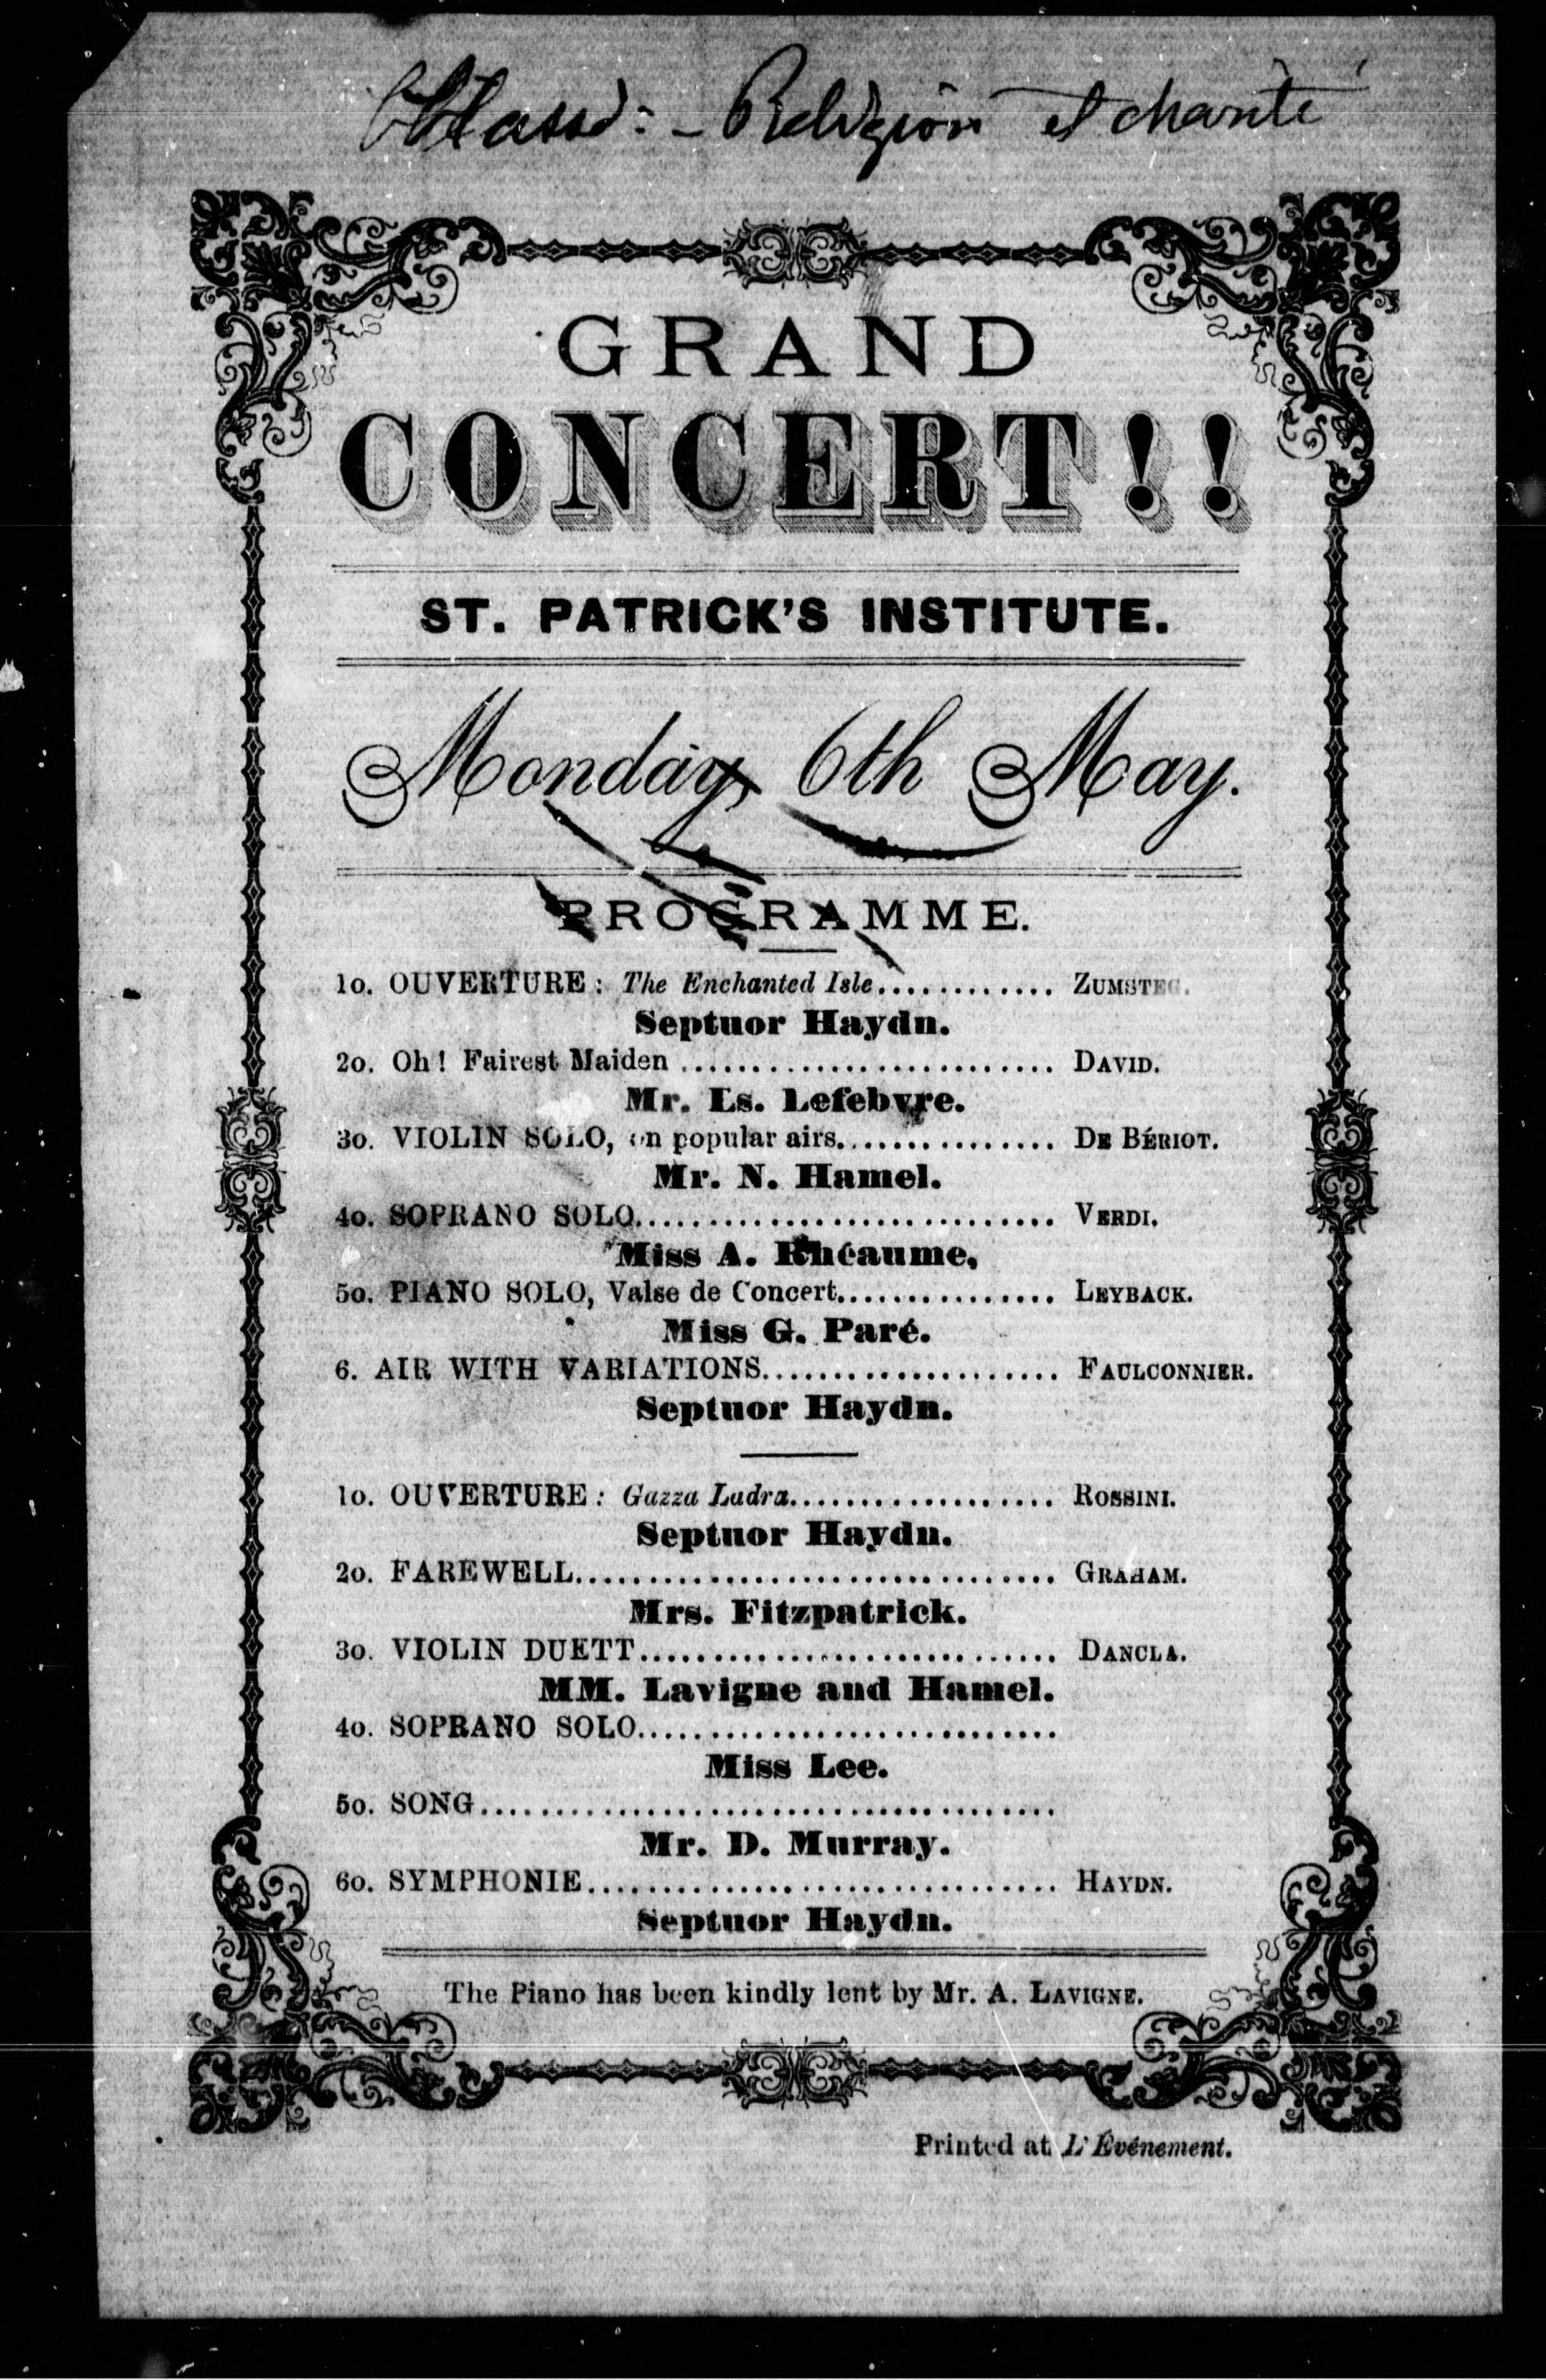 Classé: - Religion et charité
GRAND
CONCERT!!
ST. PATRICK'S INSTITUTE.
Monday, 6th May.
PROGRAMME.
1o. OUVERTURE: The Enchanted Isle............ ZUMSTEG.
Septuor Haydn.
2o. Oh! Fairest Maiden ......................... DAVID.
Mr. Ls. Lefebvre.
3o. VIOLIN SOLO, on popular airs............... DE BÉRIOT.
Mr. N. Hamel.
4o. SOPRANO SOLO............................ VERDI.
Miss A. Rhéaume,
5o. PIANO SOLO, Valse de Concert............... LEYBACK.
Miss G. Paré.
6. AIR WITH VARIATIONS.................... FAULCONNIER.
Septuor Haydn.
1o. OUVERTURE: Gazza Ladra.................. ROSSINI.
Septuor Haydn.
2o. FAREWELL................................ GRAHAM.
Mrs. Fitzpatrick.
3o. VIOLIN DUETT............................ DANCLA.
MM. Lavigne and Hamel.
4o. SOPRANO SOLO............................
Miss Lee.
5o. SONG.......................................
Mr. D. Murray.
6o. SYMPHONIE............................... HAYDN.
Septuor Haydn.
The Piano has been kindly lent by Mr. A. LAVIGNE.
Printed at L'Événement.